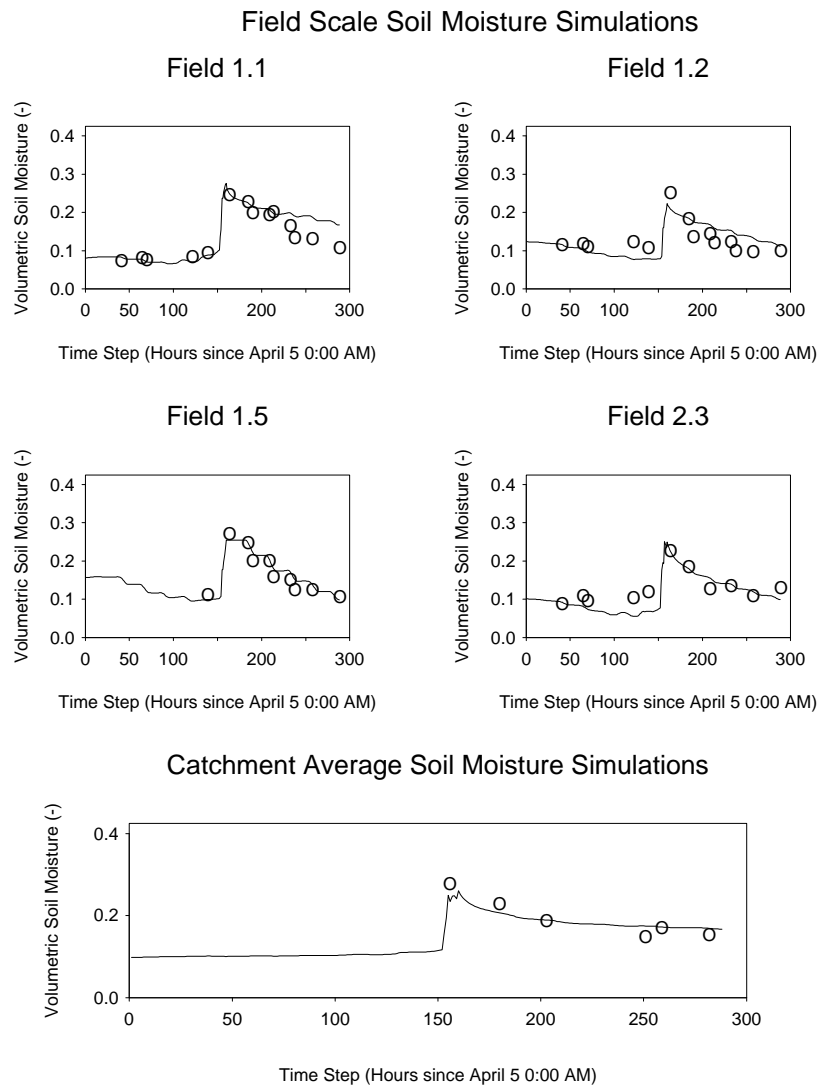 Field Scale Soil Moisture Simulations
Field 1.1
Volumetric Soil Moisture (-)
0.4
0.3
0.2
0.1
0.0
0 50 100 200 300
Time Step (Hours since April 5 0:00 AM)
Field 1.2
Volumetric Soil Moisture (-)
0.4
0.3
0.2
0.1
0.0
0 50 100 200 300
Time Step (Hours since April 5 0:00 AM)
Field 1.5
Volumetric Soil Moisture (-)
0.4
0.3
0.2
0.1
0.0
0 50 100 200 300
Time Step (Hours since April 5 0:00 AM)
Field 2.3
Volumetric Soil Moisture (-)
0.4
0.3
0.2
0.1
0.0
0 50 100 200 300
Time Step (Hours since April 5 0:00 AM)
Catchment Average Soil Moisture Simulations
Volumetric Soil Moisture (-)
0.4
0.2
0.0
0 50 100 150 200 250 300
Time Step (Hours since April 5 0:00 AM)